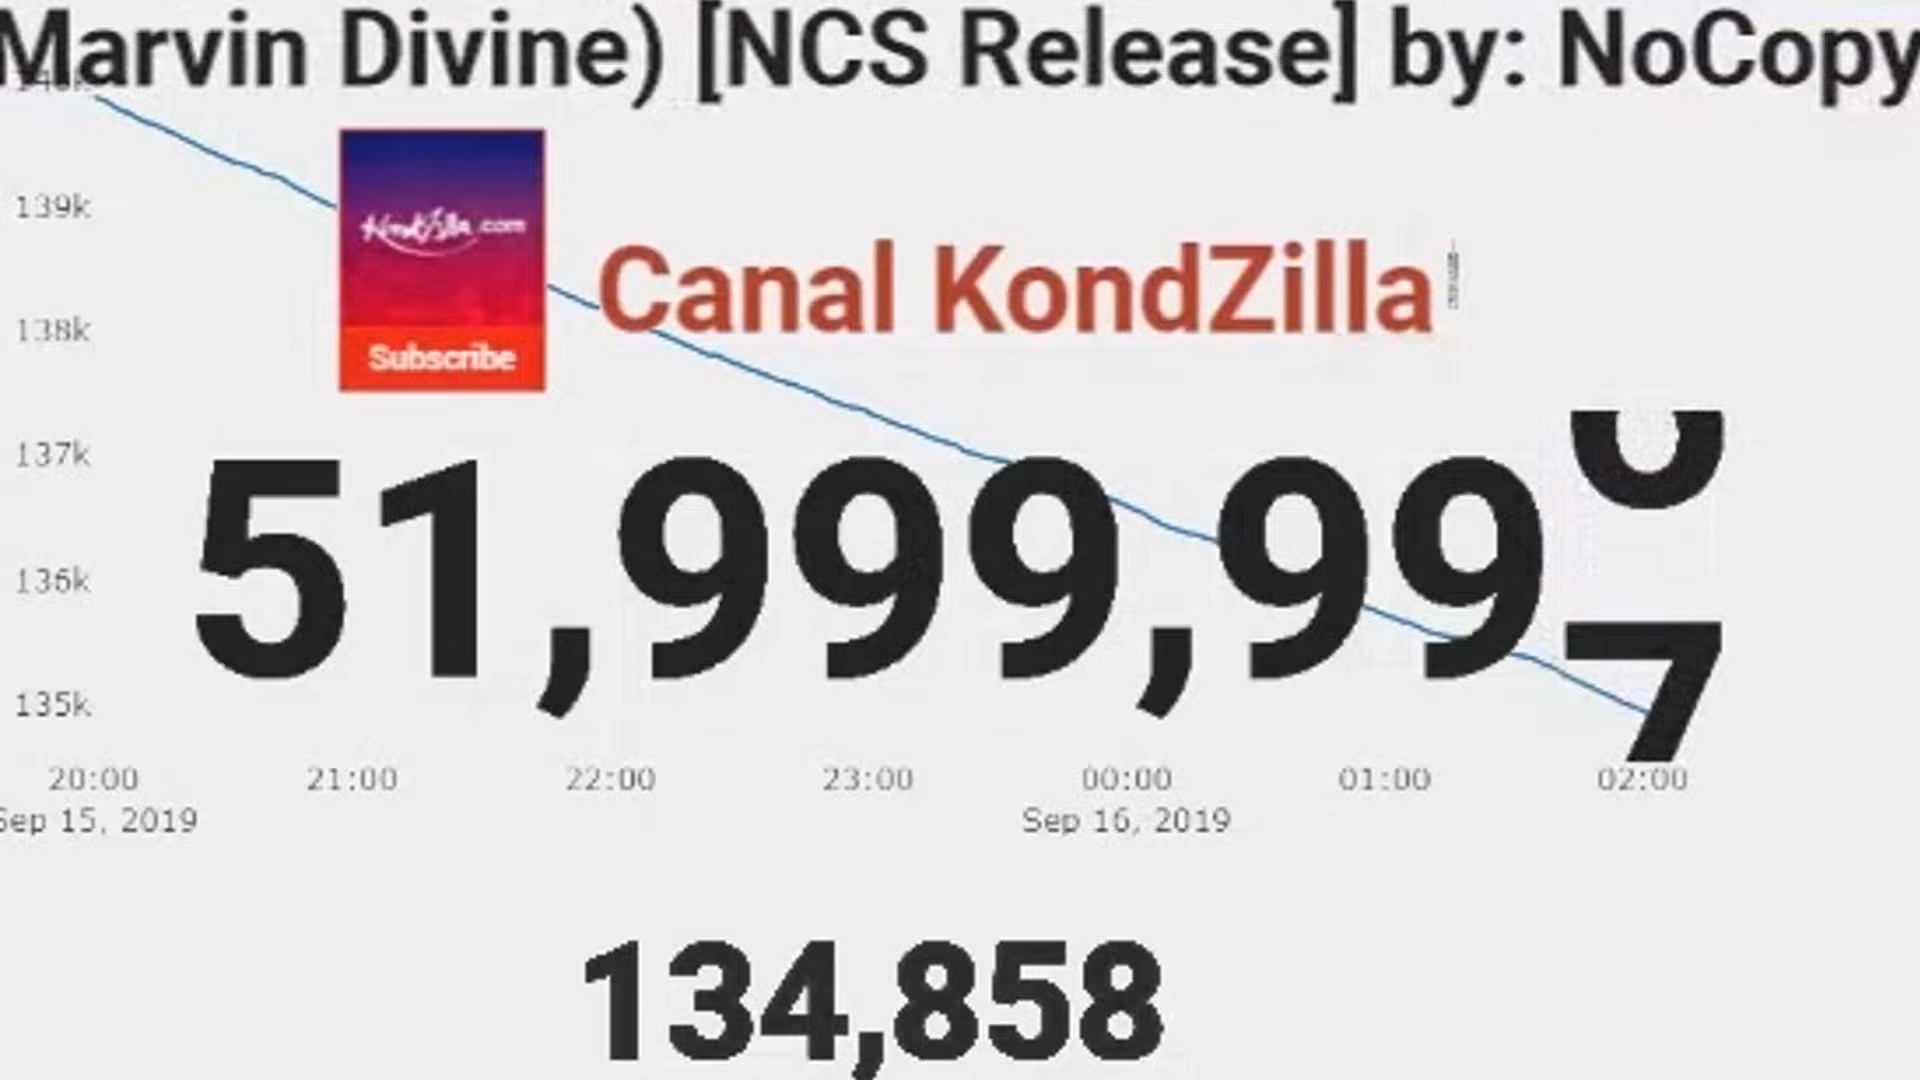 Marvin Divine) [NCS Release] by: NoCopy
139k
KondZilla.com
Canal KondZilla
138k
Subscribe
137k
51,999,99
7
136k
135k
20:00 21:00 22:00 23:00 00:00 01:00 02:00
Sep 15, 2019 Sep 16, 2019
134,858